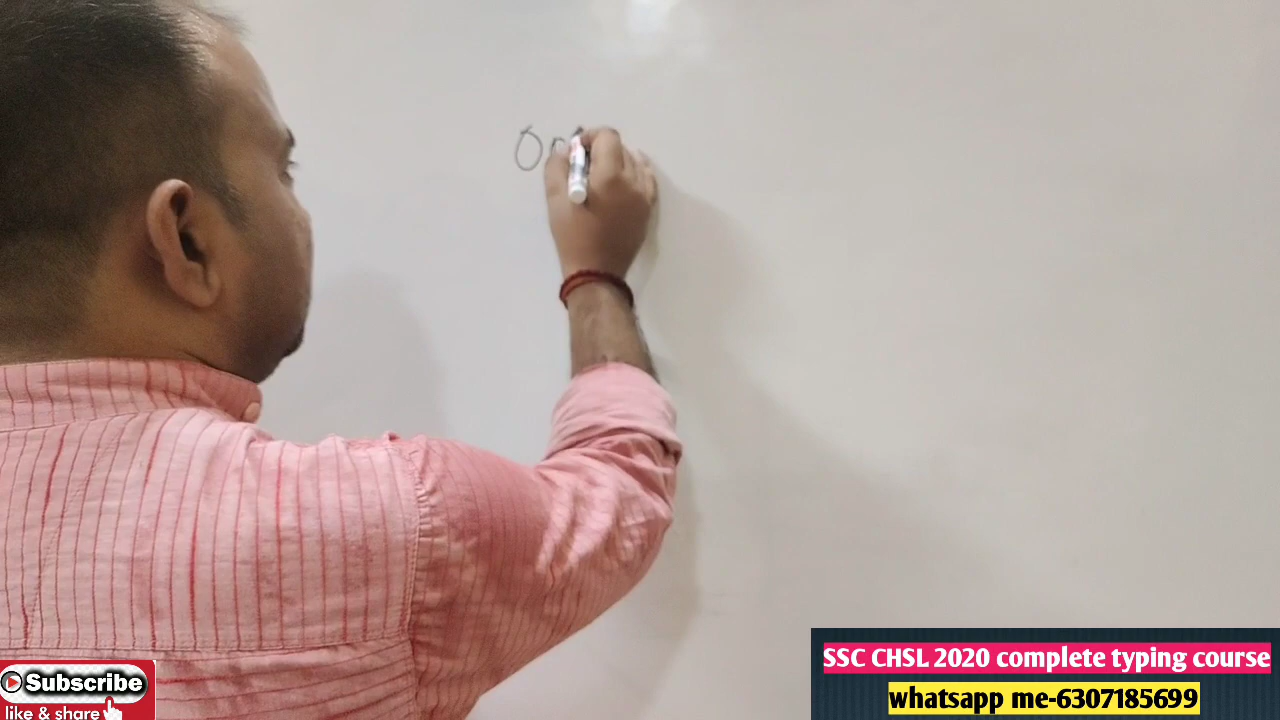 O
SSC CHSL 2020 complete typing course
whatsapp me-6307185699
Subscribe
like & share